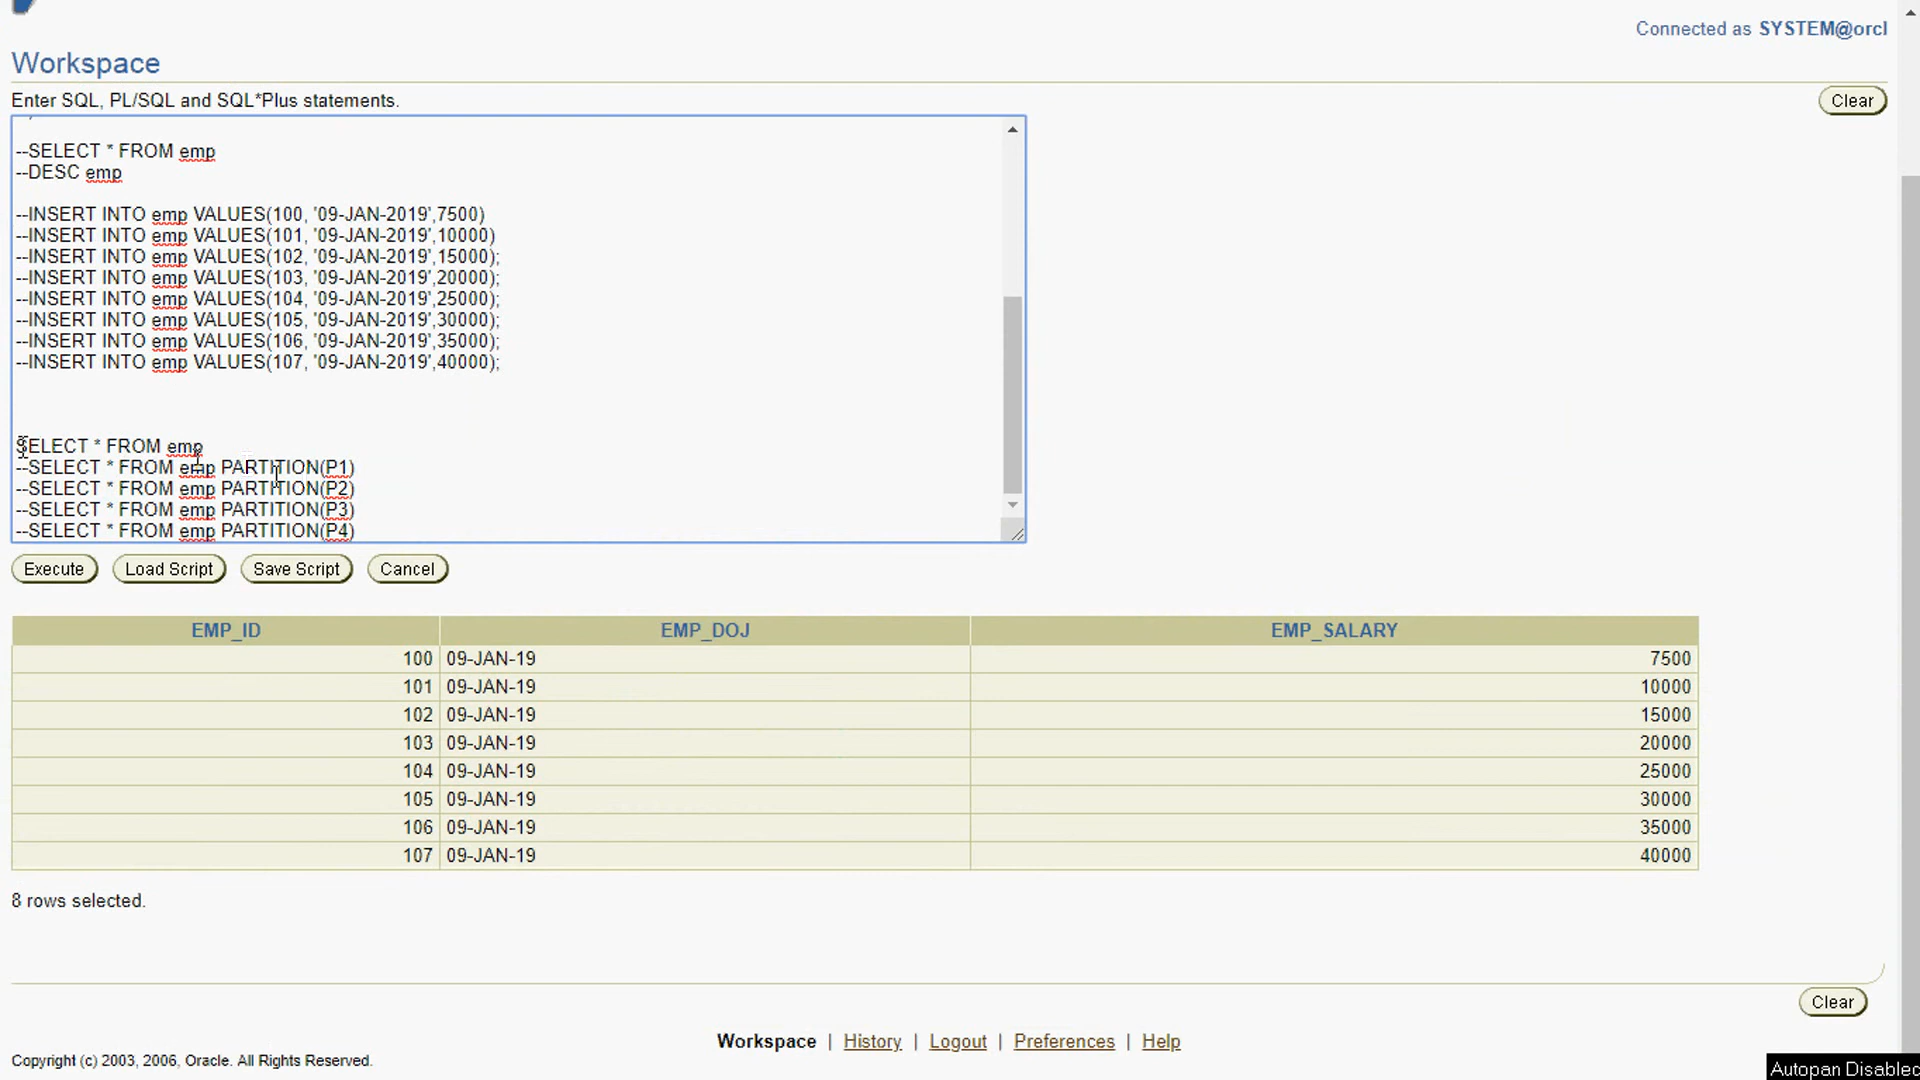 Connected as SYSTEM@orcl
Workspace
Enter SQL, PL/SQL and SQL*Plus statements.
Clear
--SELECT * FROM emp
--DESC emp
--INSERT INTO emp VALUES(100, '09-JAN-2019',7500)
--INSERT INTO emp VALUES(101, '09-JAN-2019',10000)
--INSERT INTO emp VALUES(102, '09-JAN-2019',15000);
--INSERT INTO emp VALUES(103, '09-JAN-2019',20000);
--INSERT INTO emp VALUES(104, '09-JAN-2019',25000);
--INSERT INTO emp VALUES(105, '09-JAN-2019',30000);
--INSERT INTO emp VALUES(106, '09-JAN-2019',35000);
--INSERT INTO emp VALUES(107, '09-JAN-2019',40000);
SELECT * FROM emp
--SELECT * FROM emp PARTITION(P1)
--SELECT * FROM emp PARTITION(P2)
--SELECT * FROM emp PARTITION(P3)
--SELECT * FROM emp PARTITION(P4)
Execute Load Script Save Script Cancel
EMP_ID EMP_DOJ EMP_SALARY
100 09-JAN-19 7500
101 09-JAN-19 10000
102 09-JAN-19 15000
103 09-JAN-19 20000
104 09-JAN-19 25000
105 09-JAN-19 30000
106 09-JAN-19 35000
107 09-JAN-19 40000
8 rows selected.
Clear
Workspace | History | Logout | Preferences | Help
Copyright (c) 2003, 2006, Oracle. All Rights Reserved.
Autopan Disabled